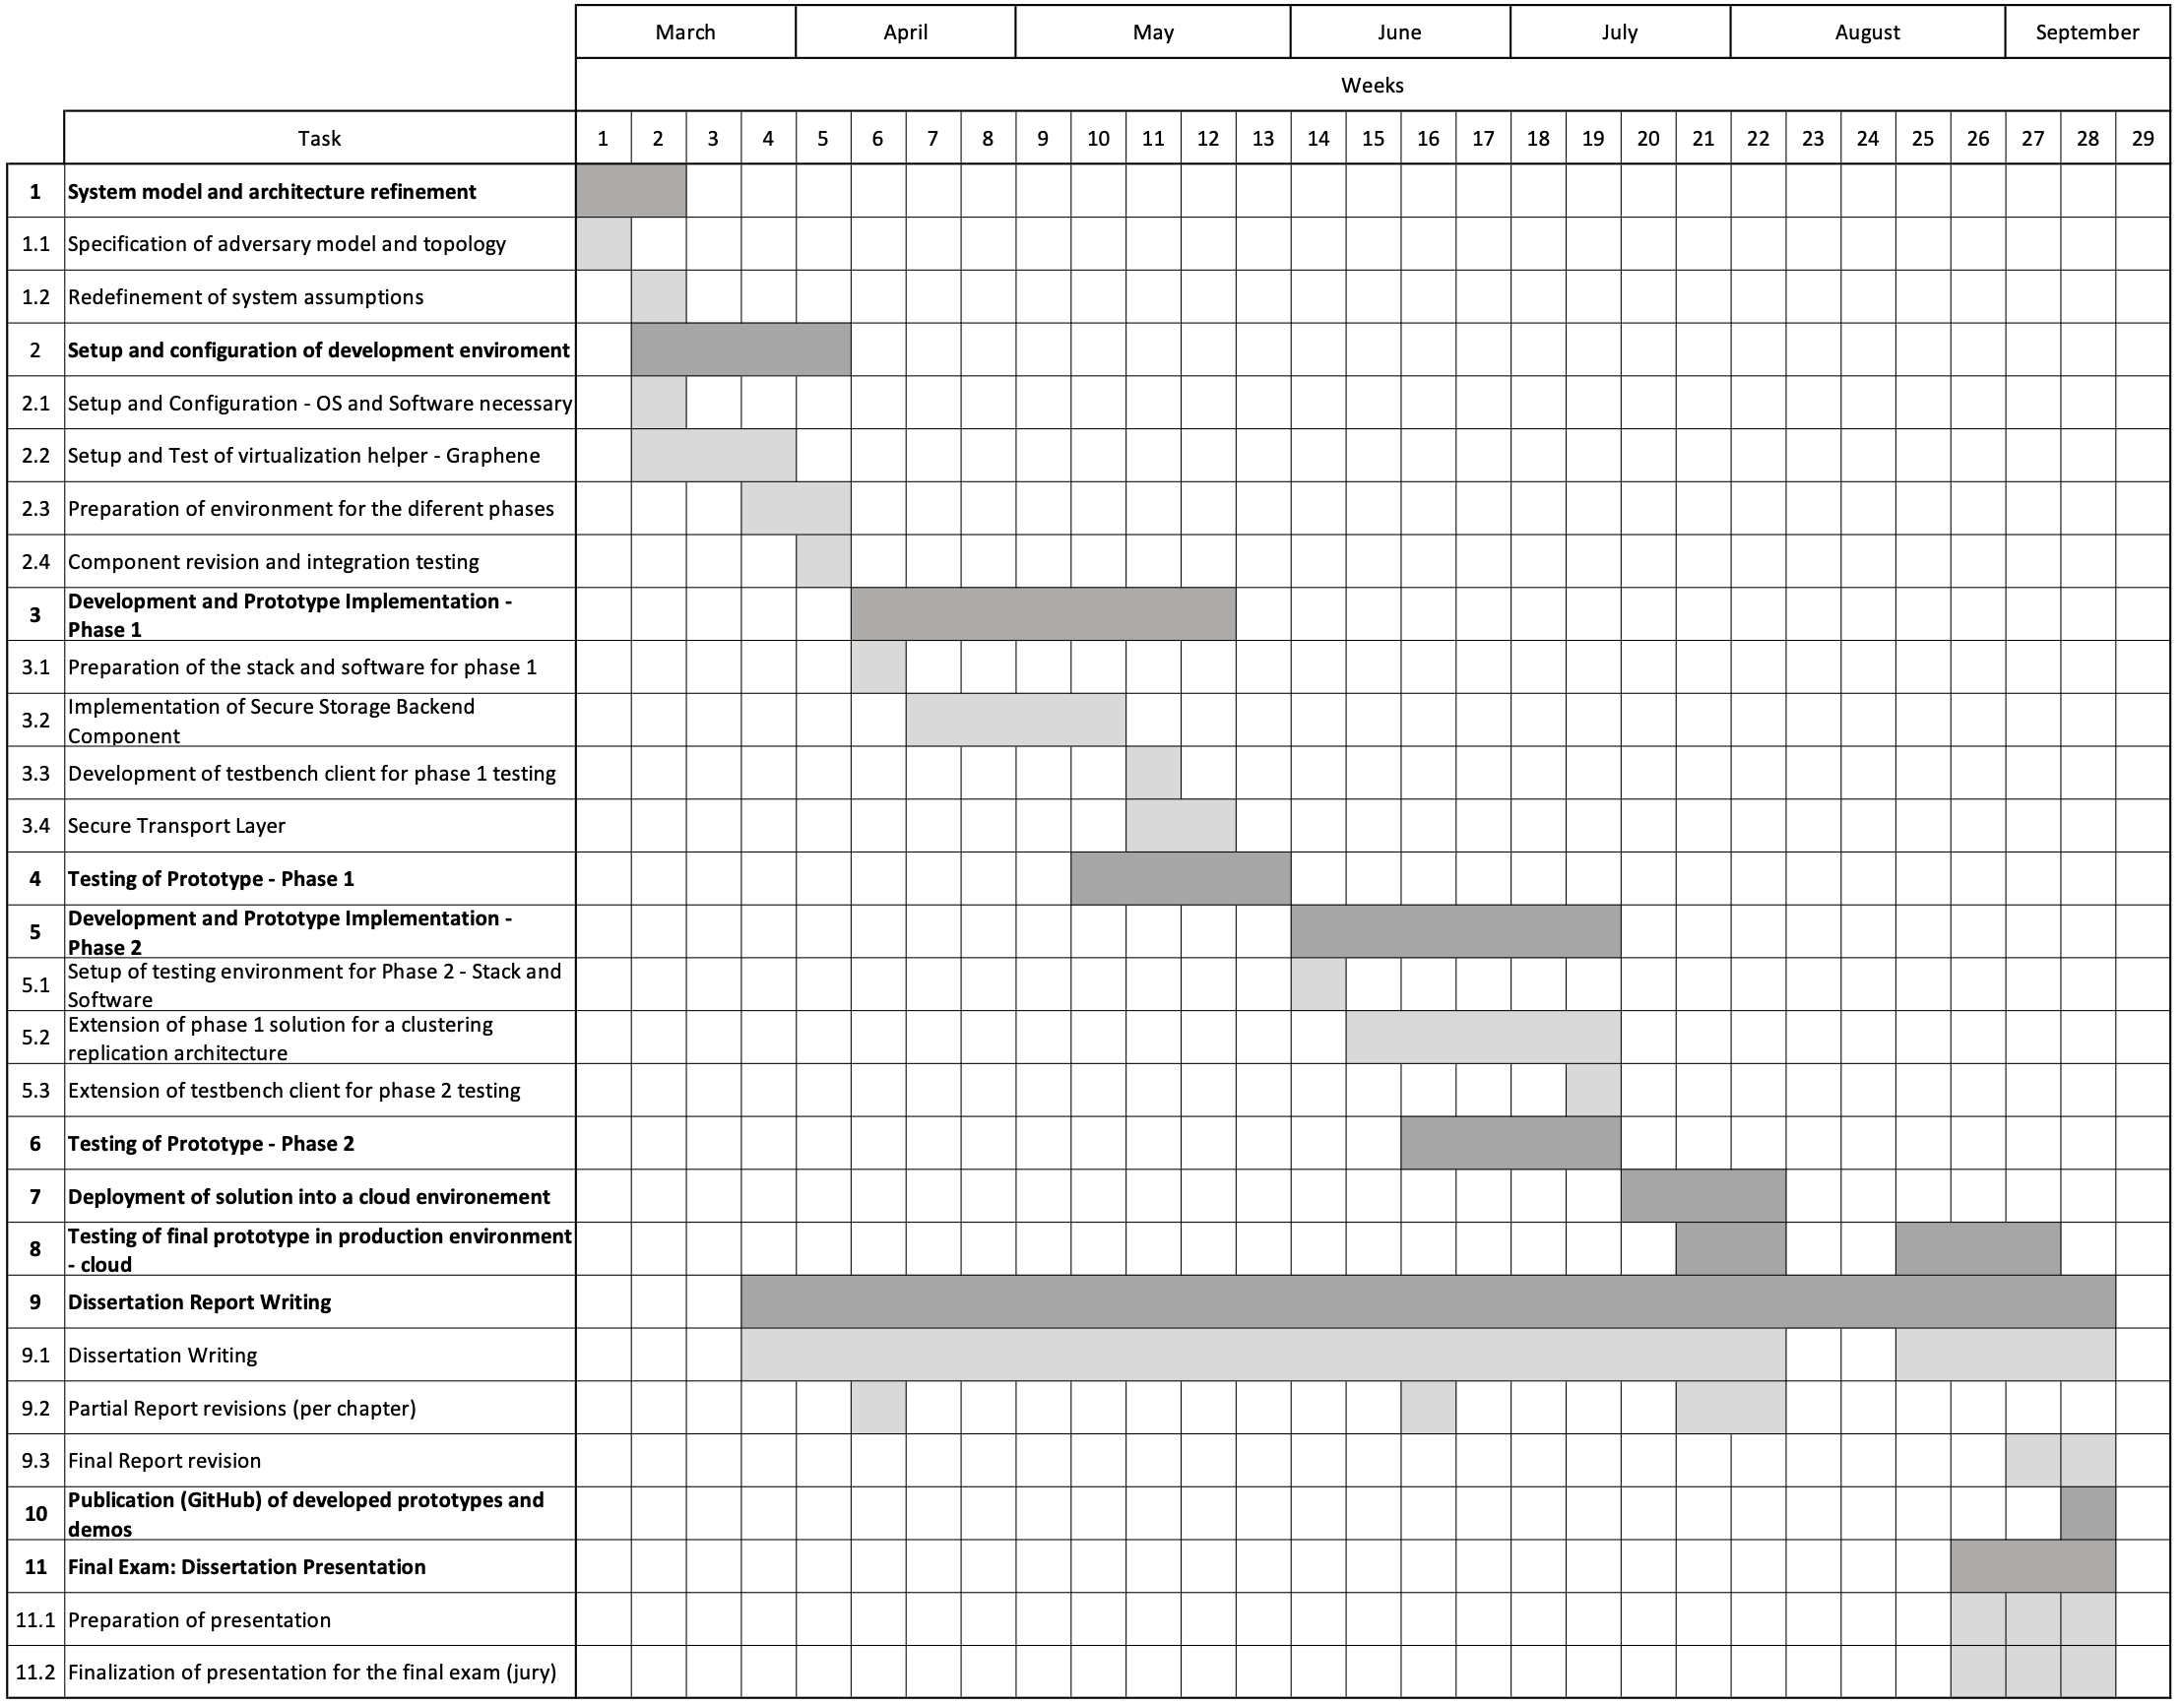 March April May June July August September
Weeks
Task 1 2 3 4 5 6 7 8 9 10 11 12 13 14 15 16 17 18 19 20 21 22 23 24 25 26 27 28 29
1 System model and architecture refinement
1.1 Specification of adversary model and topology
1.2 Redefinement of system assumptions
2 Setup and configuration of development enviroment
2.1 Setup and Configuration - OS and Software necessary
2.2 Setup and Test of virtualization helper - Graphene
2.3 Preparation of environment for the diferent phases
2.4 Component revision and integration testing
3 Development and Prototype Implementation -
Phase 1
3.1 Preparation of the stack and software for phase 1
3.2 Implementation of Secure Storage Backend
Component
3.3 Development of testbench client for phase 1 testing
3.4 Secure Transport Layer
4 Testing of Prototype - Phase 1
5 Development and Prototype Implementation -
Phase 2
5.1 Setup of testing environment for Phase 2 - Stack and
Software
5.2 Extension of phase 1 solution for a clustering
replication architecture
5.3 Extension of testbench client for phase 2 testing
6 Testing of Prototype - Phase 2
7 Deployment of solution into a cloud environement
8 Testing of final prototype in production environment
- cloud
9 Dissertation Report Writing
9.1 Dissertation Writing
9.2 Partial Report revisions (per chapter)
9.3 Final Report revision
10 Publication (GitHub) of developed prototypes and
demos
11 Final Exam: Dissertation Presentation
11.1 Preparation of presentation
11.2 Finalization of presentation for the final exam (jury)